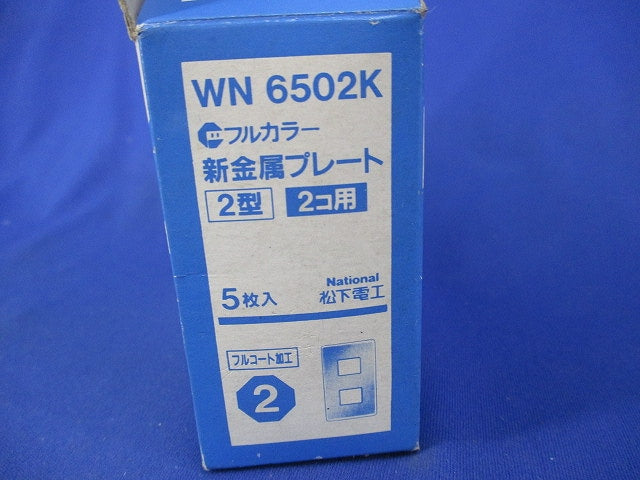 WN 6502K
フルカラー
新金属プレート
2型 2コ用
National
5枚入 松下電工
フルコート加工
2